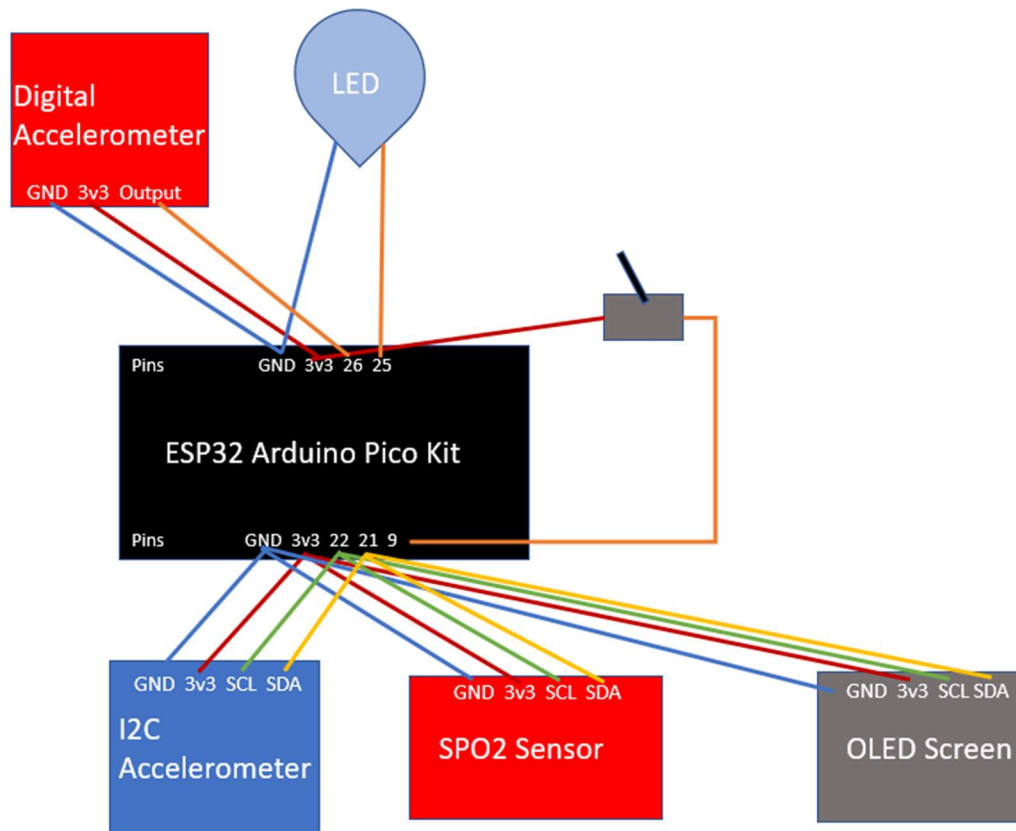 LED
Digital
Accelerometer
GND 3v3 Output
Pins GND 3v3 26 25
ESP32 Arduino Pico Kit
Pins GND 3v3 22 21 9
GND 3v3 SCL SDA
I2C
Accelerometer
GND 3v3 SCL SDA
SPO2 Sensor
GND 3v3 SCL SDA
OLED Screen